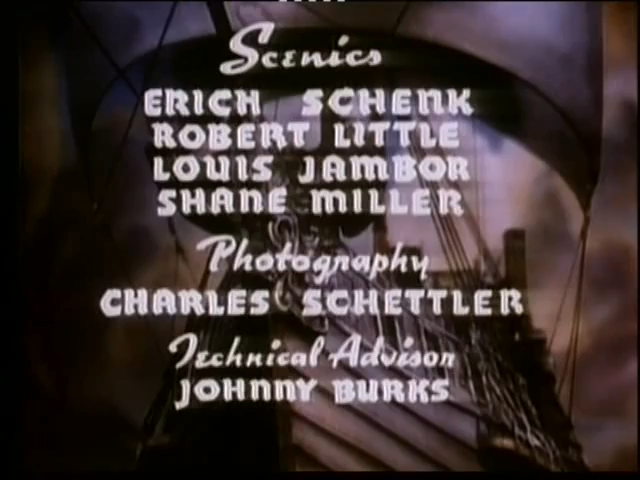 Scenics
ERICH SCHENK
ROBERT LITTLE
LOUIS JAMBOR
SHANE MILLER
Photography
CHARLES SCHETTLER
Technical Advisor
JOHNNY BURKS